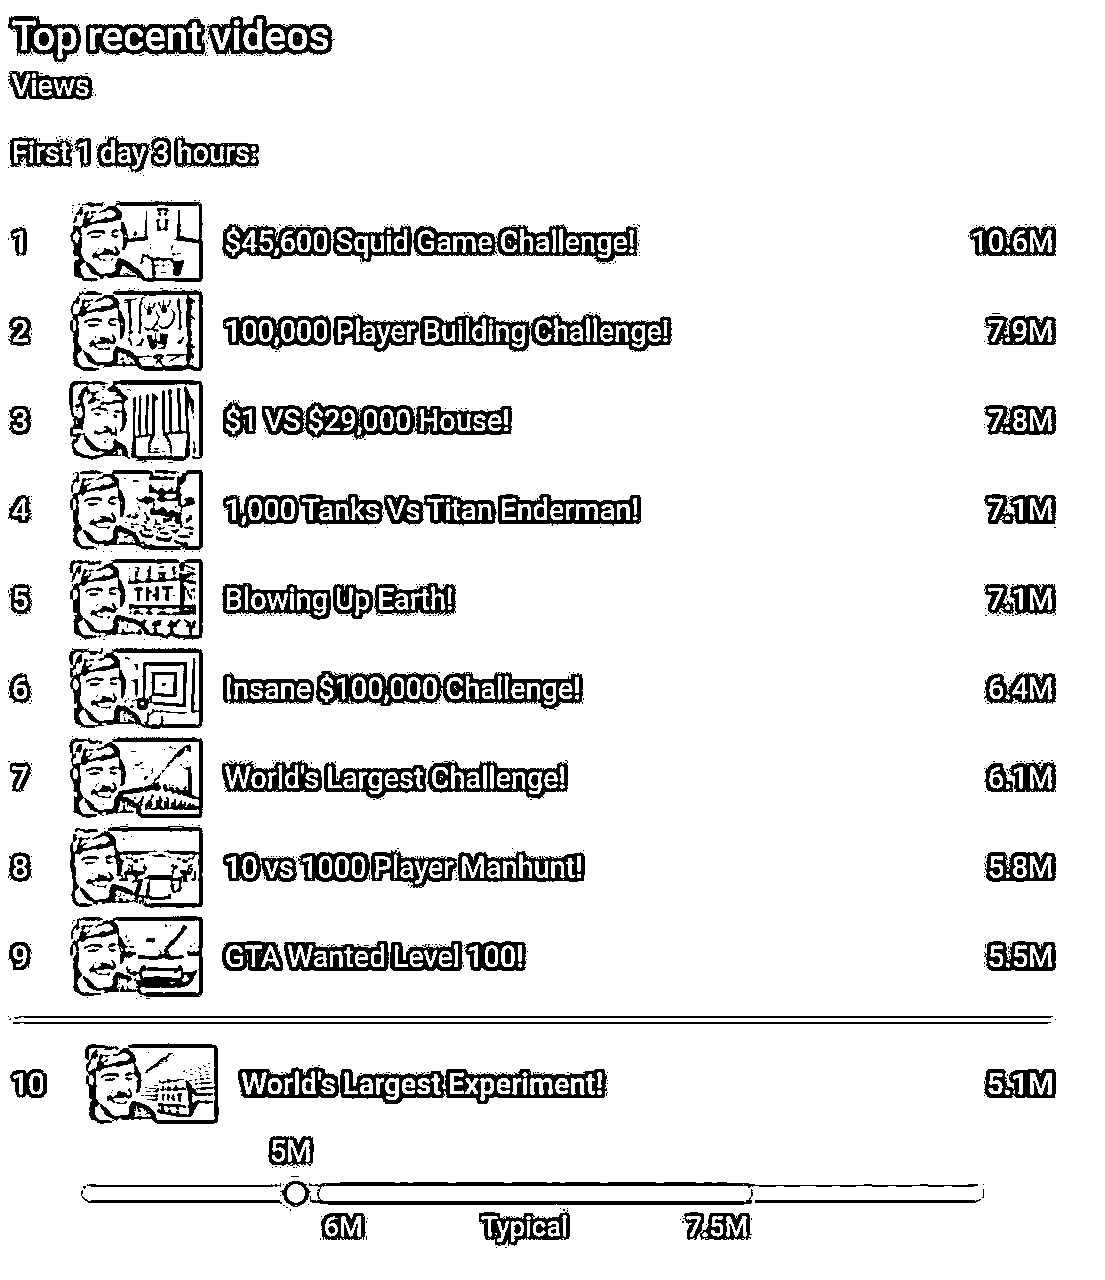 Top recent videos
Views
First 1 day 3 hours:
1 $45,600 Squid Game Challenge! 10.6M
2 100,000 Player Building Challenge! 7.9M
3 $1 VS $29,000 House! 7.8M
4 1,000 Tanks Vs Titan Enderman! 7.1M
5 TNT Blowing Up Earth! 7.1M
6 Insane $100,000 Challenge! 6.4M
7 World's Largest Challenge! 6.1M
8 10 vs 1000 Player Manhunt! 5.8M
9 GTA Wanted Level 100! 5.5M
10 TNT World's Largest Experiment! 5.1M
5M
6M Typical 7.5M